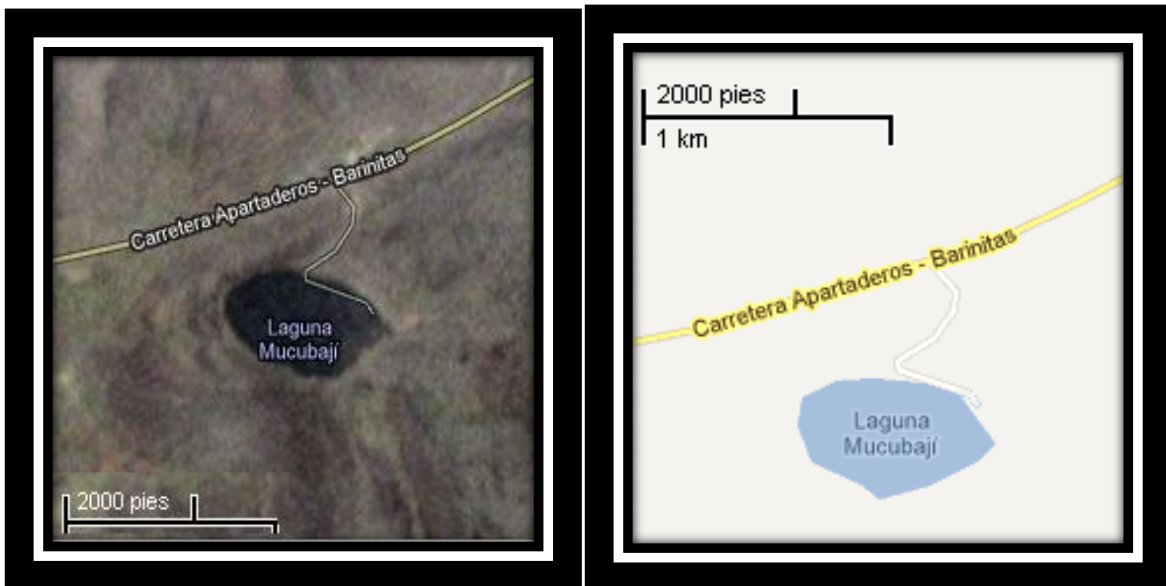 Carretera Apartaderos - Barinitas
Laguna
Mucubají
2000 pies
2000 pies
1 km
Carretera Apartaderos - Barinitas
Laguna
Mucubají